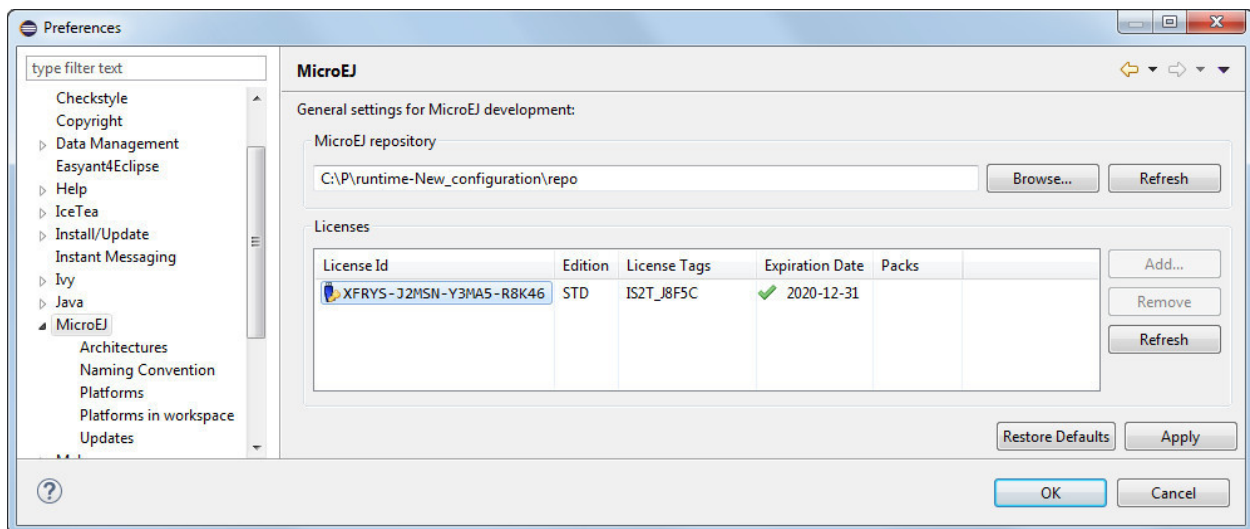 Preferences
type filter text
Checkstyle
Copyright
Data Management
Easyant4Eclipse
Help
IceTea
Install/Update
Instant Messaging
Ivy
Java
MicroEJ
Architectures
Naming Convention
Platforms
Platforms in workspace
Updates
MicroEJ
General settings for MicroEJ development:
MicroEJ repository
C:\P\runtime-New_configuration\repo
Browse...
Refresh
Licenses
License Id Edition License Tags Expiration Date Packs
XFRYS-J2MSN-Y3MA5-R8K46 STD IS2T_J8F5C 2020-12-31
Add...
Remove
Refresh
Restore Defaults
Apply
OK
Cancel